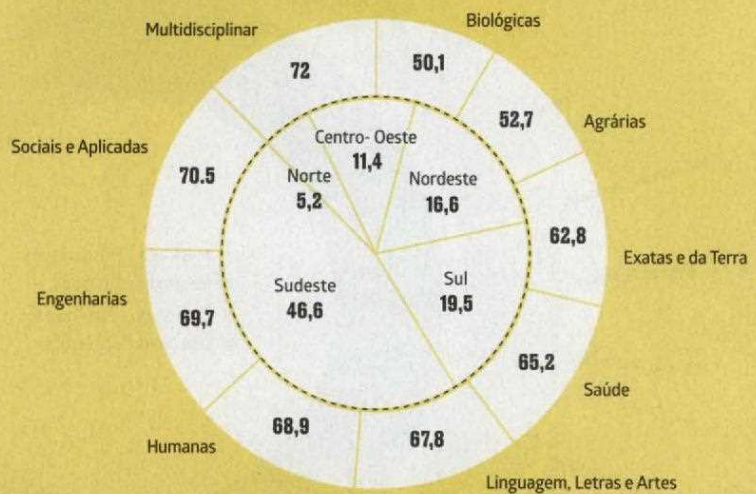 Biológicas
50,1
Agrárias
52,7
Exatas e da Terra
62,8
Saúde
65,2
Linguagem, Letras e Artes
67,8
Humanas
68,9
Engenharias
69,7
Sociais e Aplicadas
70.5
Multidisciplinar
72
Centro- Oeste
11,4
Nordeste
16,6
Sul
19,5
Sudeste
46,6
Norte
5,2